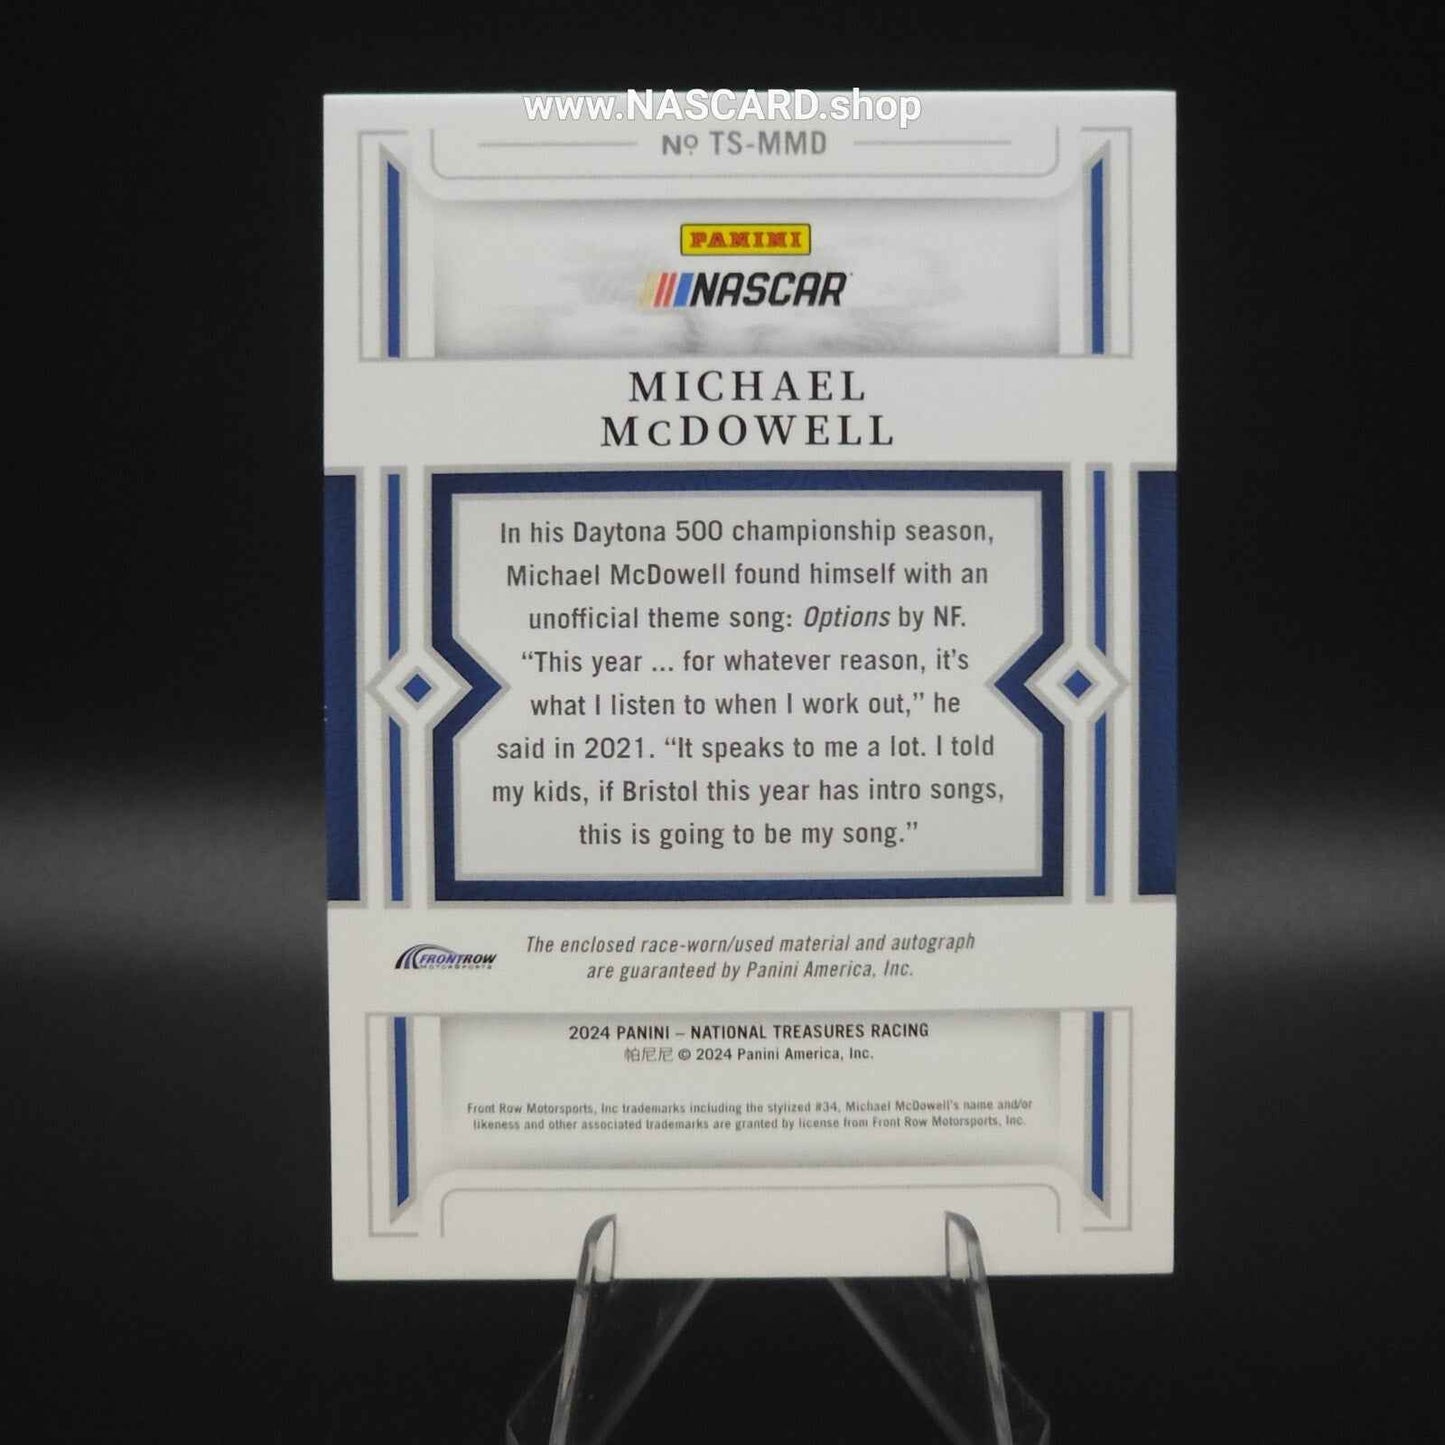 www.NASCARD.shop
Nº TS-MMD
PANINI
NASCAR
MICHAEL
McDOWELL
In his Daytona 500 championship season,
Michael McDowell found himself with an
unofficial theme song: Options by NF.
“This year ... for whatever reason, it’s
what I listen to when I work out,” he
said in 2021. “It speaks to me a lot. I told
my kids, if Bristol this year has intro songs,
this is going to be my song.”
FRONTROW
MOTORSPORTS
The enclosed race-worn/used material and autograph
are guaranteed by Panini America, Inc.
2024 PANINI – NATIONAL TREASURES RACING
帕尼尼 © 2024 Panini America, Inc.
Front Row Motorsports, Inc trademarks including the stylized #34, Michael McDowell's name and/or
likeness and other associated trademarks are granted by license from Front Row Motorsports, Inc.